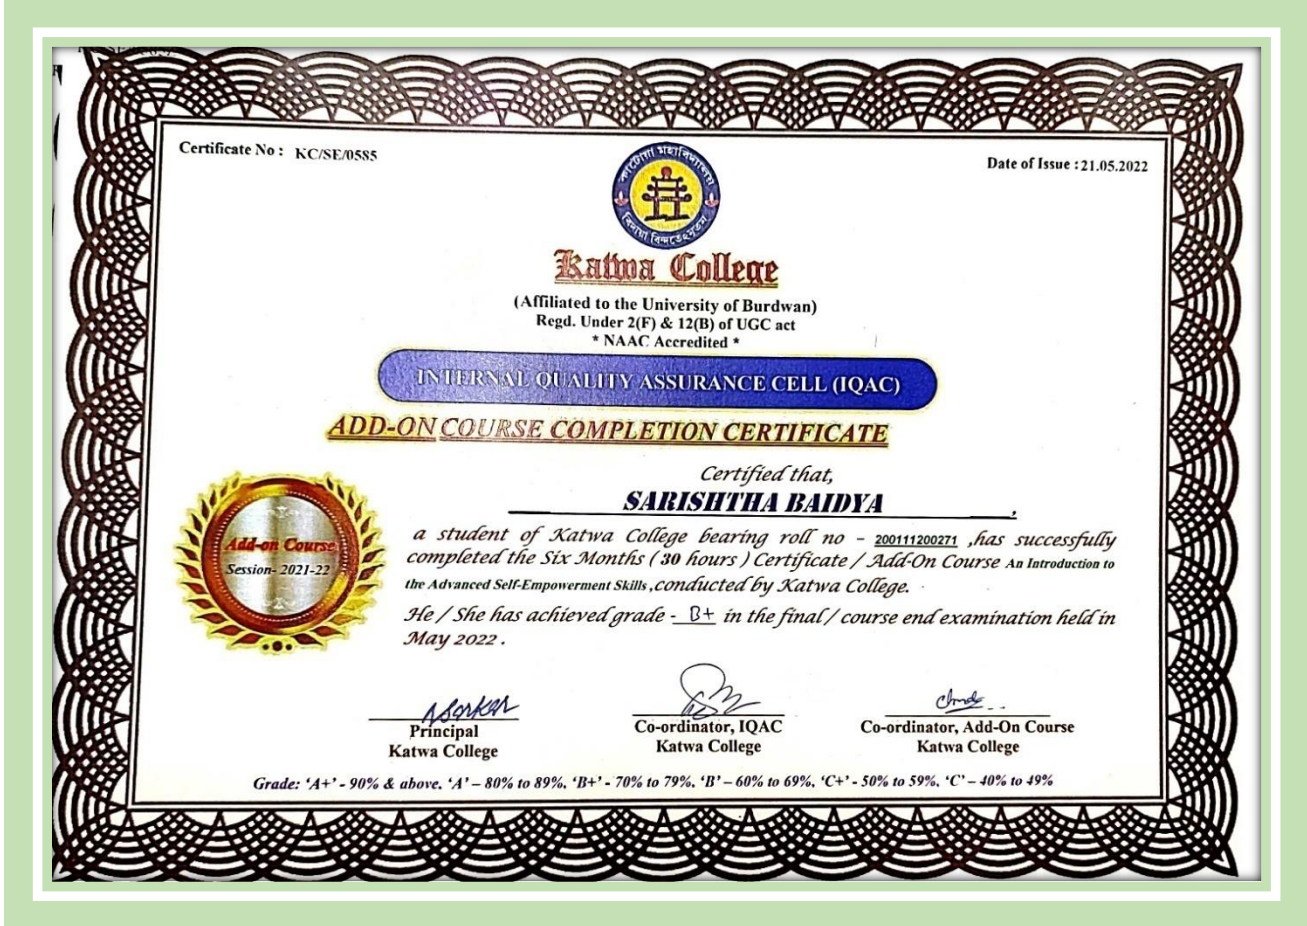 Certificate No : KC/SE/0585
Date of Issue : 21.05.2022
কাটোয়া মহাবিদ্যালয়
Katwa College
(Affiliated to the University of Burdwan)
Regd. Under 2(F) & 12(B) of UGC act
* NAAC Accredited *
INTERNAL QUALITY ASSURANCE CELL (IQAC)
ADD-ON COURSE COMPLETION CERTIFICATE
Certified that,
SARISHTHA BAIDYA ,
a student of Katwa College bearing roll no – 200111200271 ,has successfully
completed the Six Months ( 30 hours ) Certificate / Add-On Course An Introduction to
the Advanced Self-Empowerment Skills ,conducted by Katwa College.
He / She has achieved grade - B+ in the final / course end examination held in
May 2022 .
Add-on Course
Session- 2021-22
Principal
Katwa College
Co-ordinator, IQAC
Katwa College
Co-ordinator, Add-On Course
Katwa College
Grade: ‘A+’ - 90% & above. ‘A’ – 80% to 89%. ‘B+’ - 70% to 79%. ‘B’ – 60% to 69%. ‘C+’ - 50% to 59%. ‘C’ – 40% to 49%